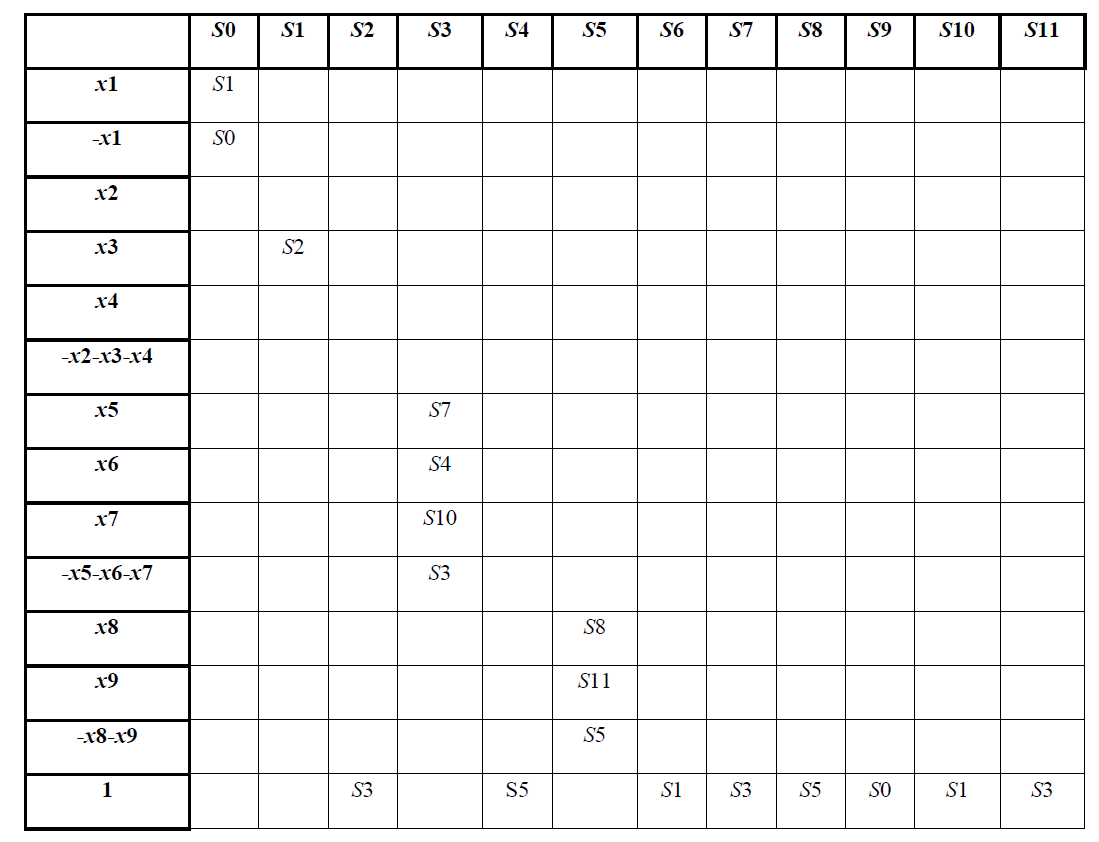 S0 S1 S2 S3 S4 S5 S6 S7 S8 S9 S10 S11
x1 S1
-x1 S0
x2
x3 S2
x4
-x2-x3-x4
x5 S7
x6 S4
x7 S10
-x5-x6-x7 S3
x8 S8
x9 S11
-x8-x9 S5
1 S3 S5 S1 S3 S5 S0 S1 S3